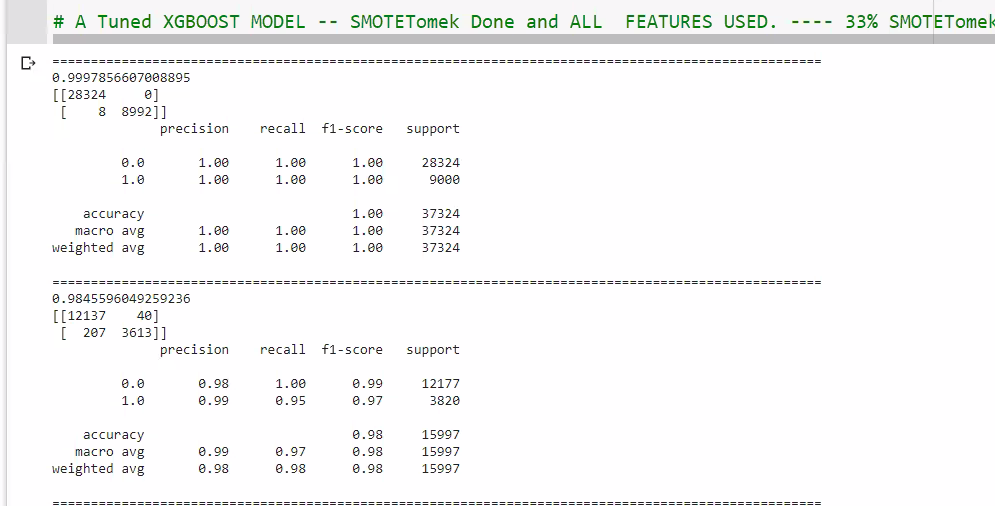 # A Tuned XGBOOST MODEL -- SMOTETomek Done and ALL  FEATURES USED. ---- 33% SMOTETomek
====================================================================================================
0.9997856607008895
[[28324     0]
 [    8  8992]]
              precision    recall  f1-score   support

         0.0       1.00      1.00      1.00     28324
         1.0       1.00      1.00      1.00      9000

    accuracy                           1.00     37324
   macro avg       1.00      1.00      1.00     37324
weighted avg       1.00      1.00      1.00     37324

====================================================================================================
0.9845596049259236
[[12137    40]
 [  207  3613]]
              precision    recall  f1-score   support

         0.0       0.98      1.00      0.99     12177
         1.0       0.99      0.95      0.97      3820

    accuracy                           0.98     15997
   macro avg       0.99      0.97      0.98     15997
weighted avg       0.98      0.98      0.98     15997

====================================================================================================